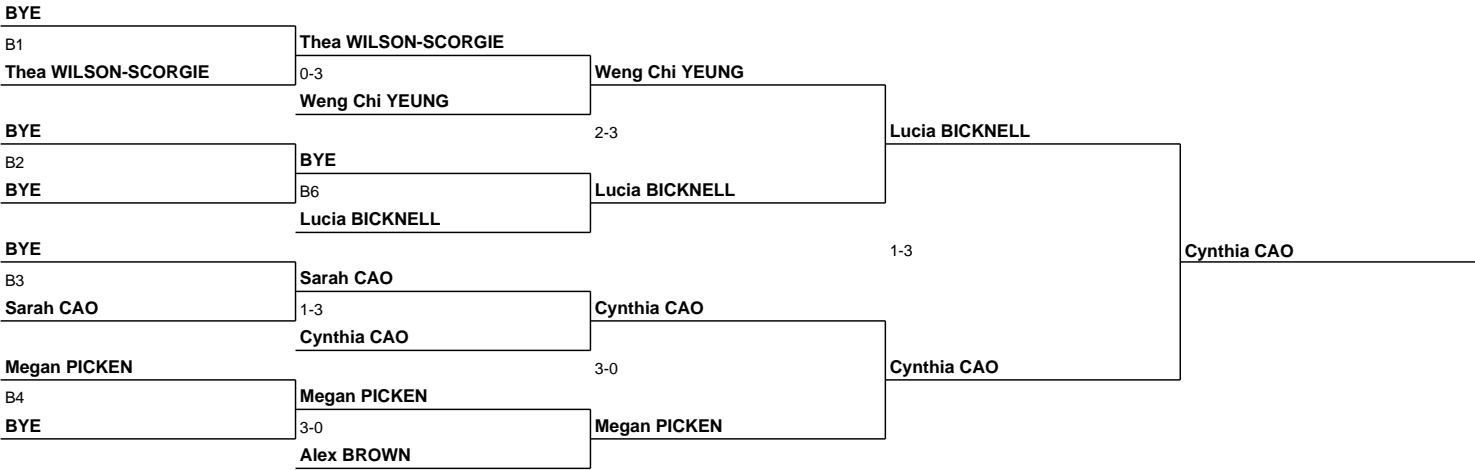 BYE
B1
Thea WILSON-SCORGIE
Thea WILSON-SCORGIE
0-3
Weng Chi YEUNG
Weng Chi YEUNG
BYE
B2
BYE
BYE
B6
Lucia BICKNELL
2-3
Lucia BICKNELL
Lucia BICKNELL
BYE
B3
Sarah CAO
Sarah CAO
1-3
Cynthia CAO
Cynthia CAO
1-3
Cynthia CAO
Megan PICKEN
B4
BYE
Megan PICKEN
3-0
Alex BROWN
3-0
Megan PICKEN
Cynthia CAO